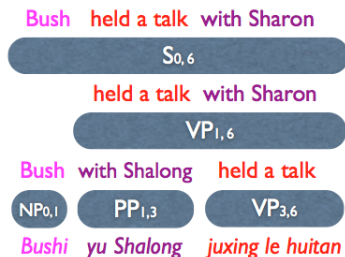 Bush held a talk with Sharon
S0, 6
held a talk with Sharon
VP1, 6
Bush with Shalong held a talk
NP0,1 PP1,3 VP3,6
Bushi yu Shalong juxing le huitan